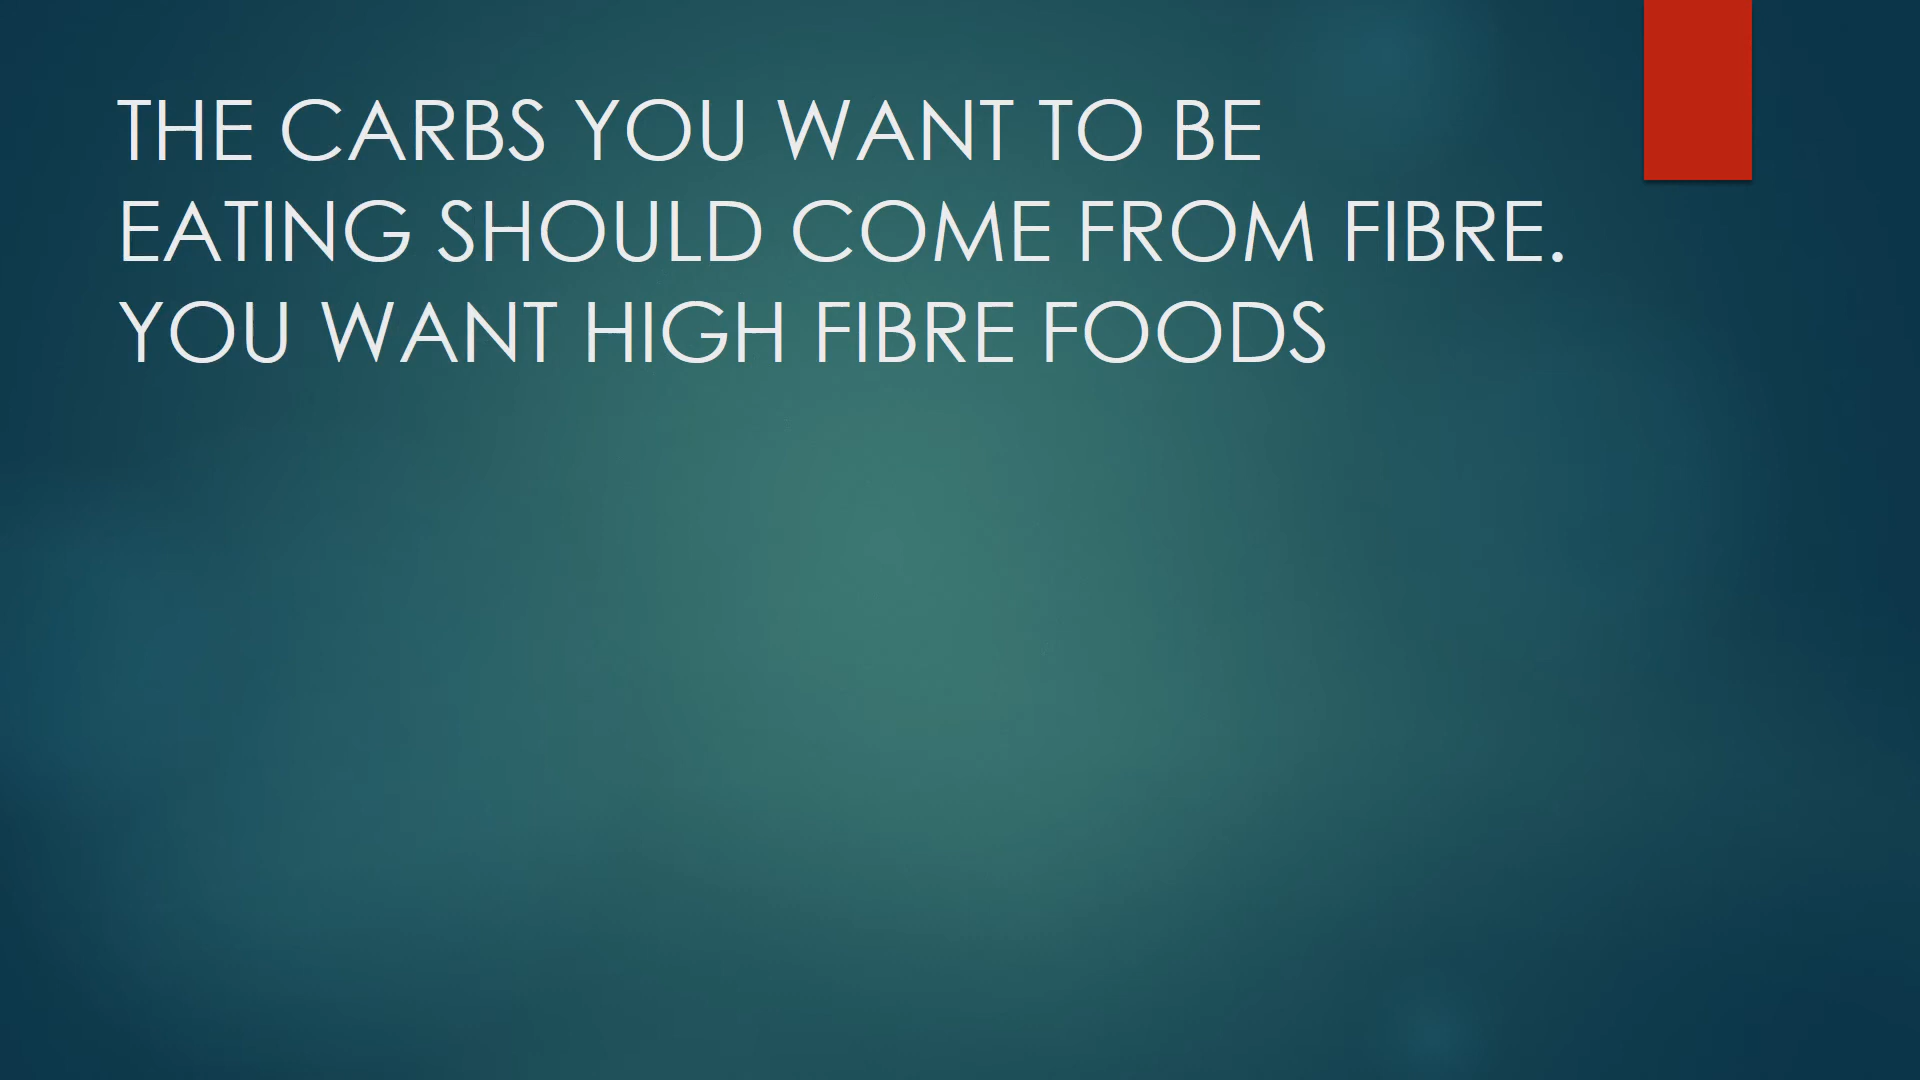 THE CARBS YOU WANT TO BE
EATING SHOULD COME FROM FIBRE.
YOU WANT HIGH FIBRE FOODS